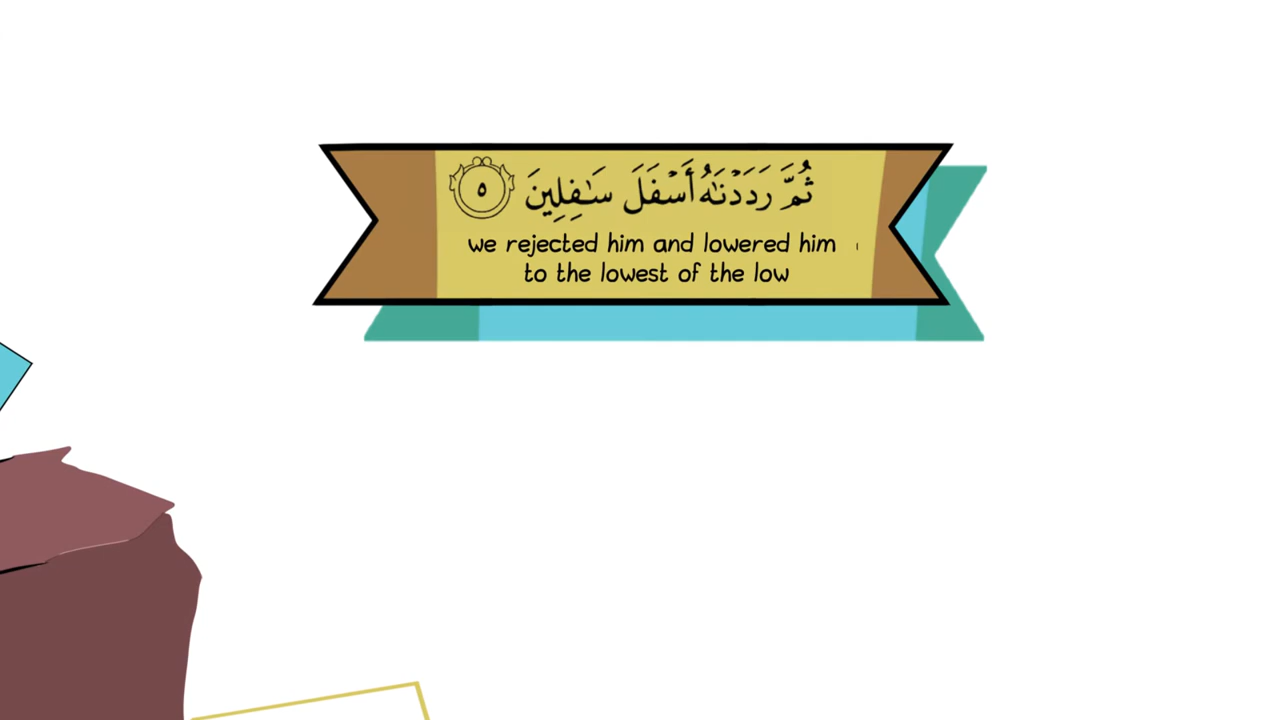 ثُمَّ رَدَدْنَٰهُ أَسْفَلَ سَٰفِلِينَ ٥
we rejected him and lowered him
to the lowest of the low